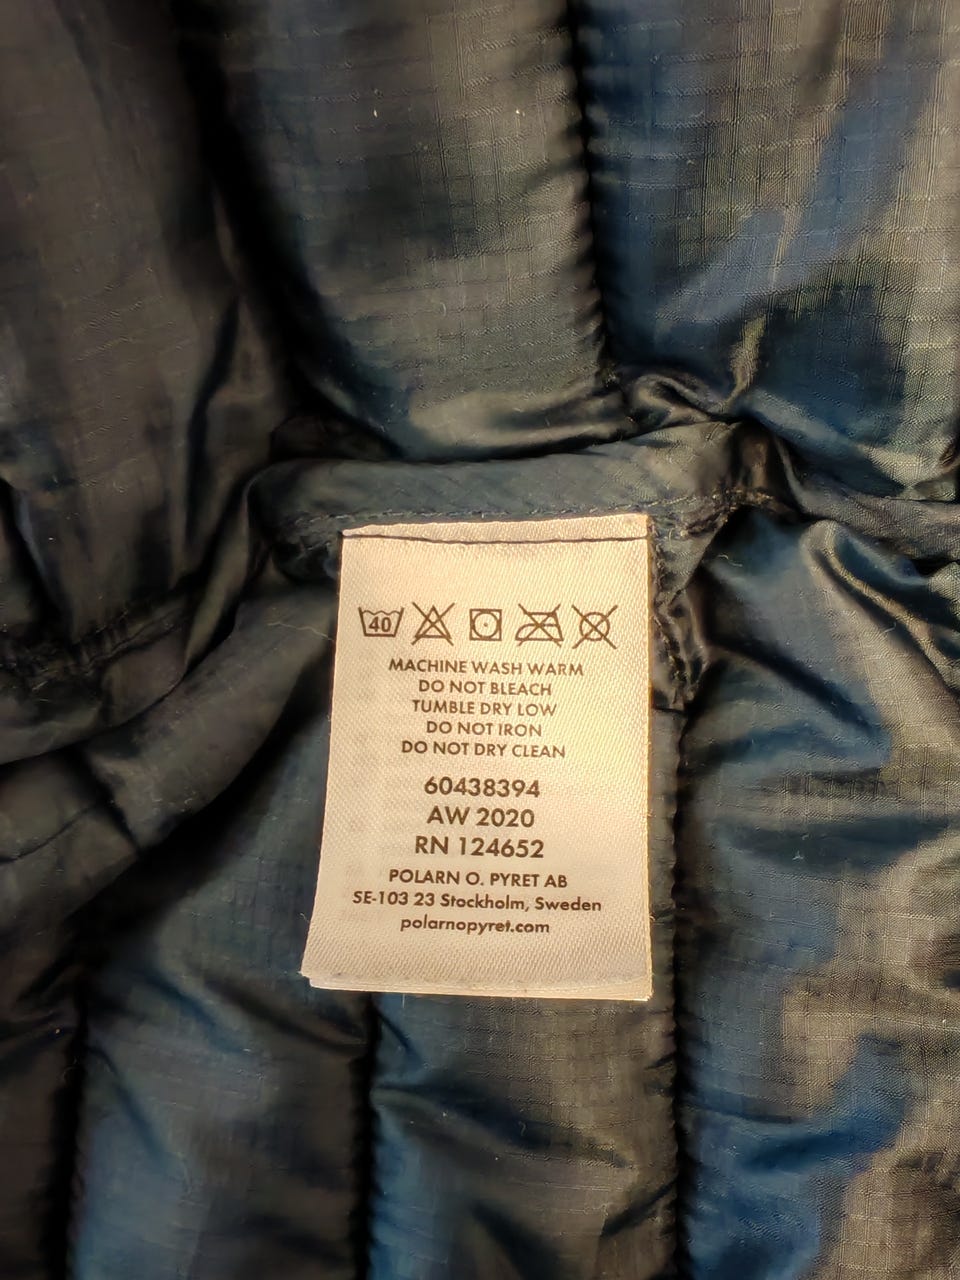 40
MACHINE WASH WARM
DO NOT BLEACH
TUMBLE DRY LOW
DO NOT IRON
DO NOT DRY CLEAN
60438394
AW 2020
RN 124652
POLARN O. PYRET AB
SE-103 23 Stockholm, Sweden
polarnopyret.com